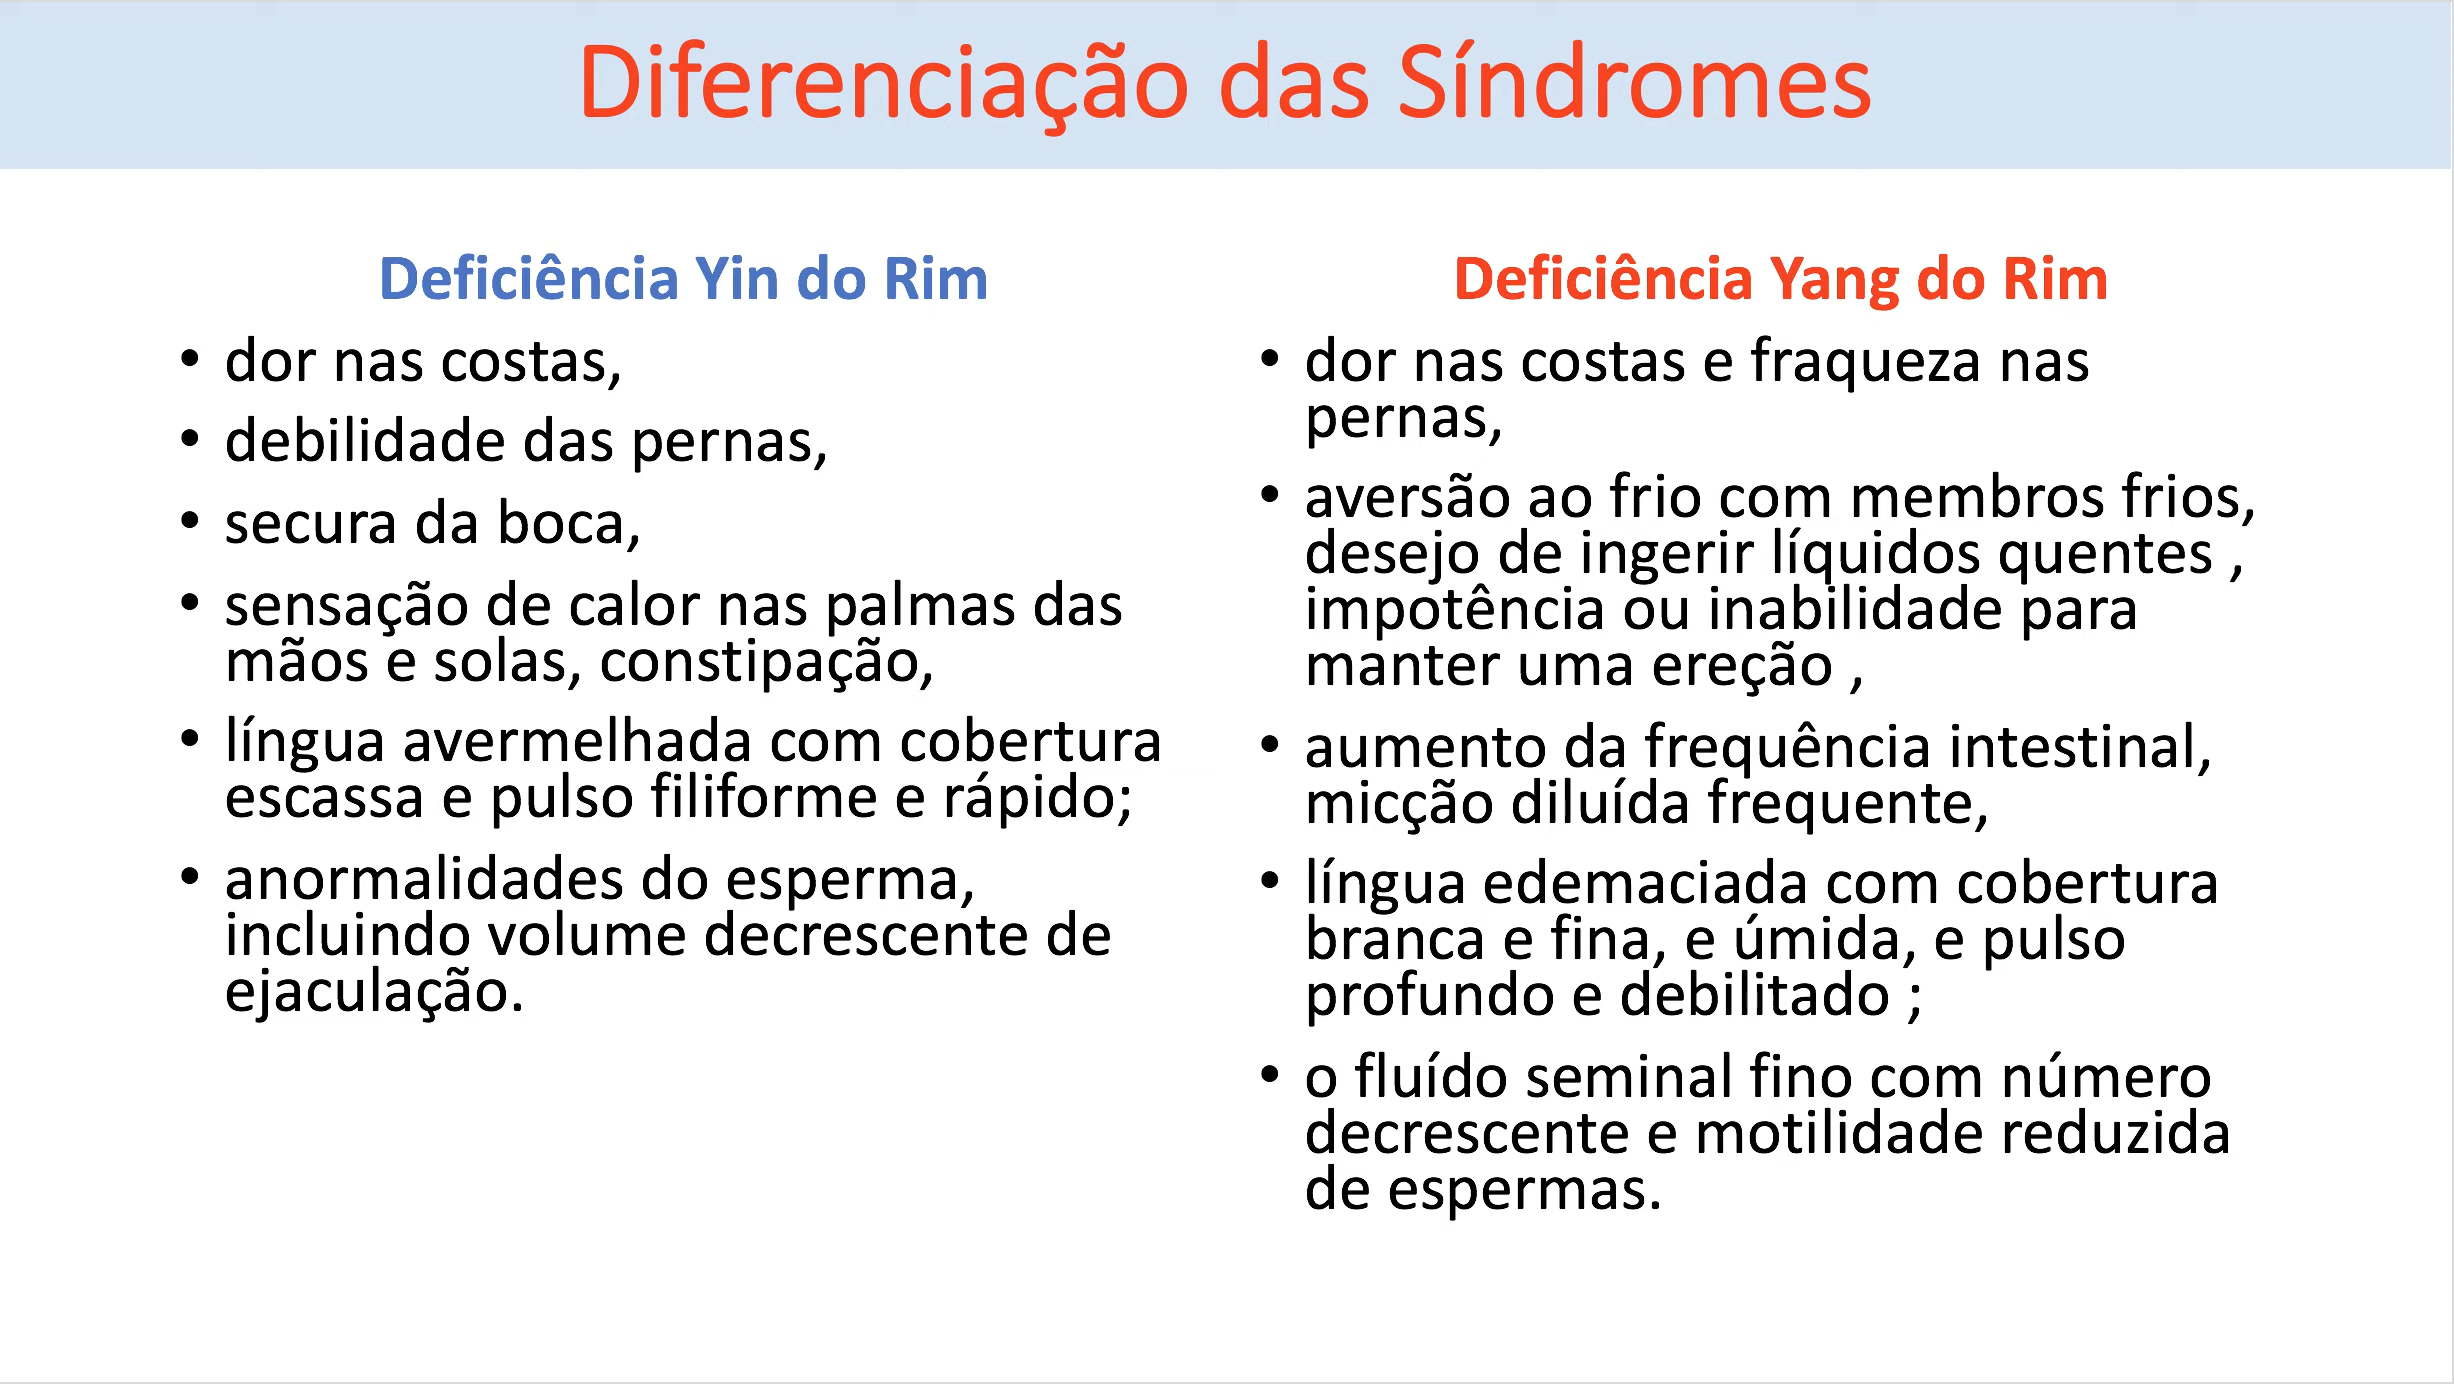 Diferenciação das Síndromes
Deficiência Yin do Rim
• dor nas costas,
• debilidade das pernas,
• secura da boca,
• sensação de calor nas palmas das
mãos e solas, constipação,
• língua avermelhada com cobertura
escassa e pulso filiforme e rápido;
• anormalidades do esperma,
incluindo volume decrescente de
ejaculação.
Deficiência Yang do Rim
• dor nas costas e fraqueza nas
pernas,
• aversão ao frio com membros frios,
desejo de ingerir líquidos quentes ,
impotência ou inabilidade para
manter uma ereção ,
• aumento da frequência intestinal,
micção diluída frequente,
• língua edemaciada com cobertura
branca e fina, e úmida, e pulso
profundo e debilitado ;
• o fluído seminal fino com número
decrescente e motilidade reduzida
de espermas.